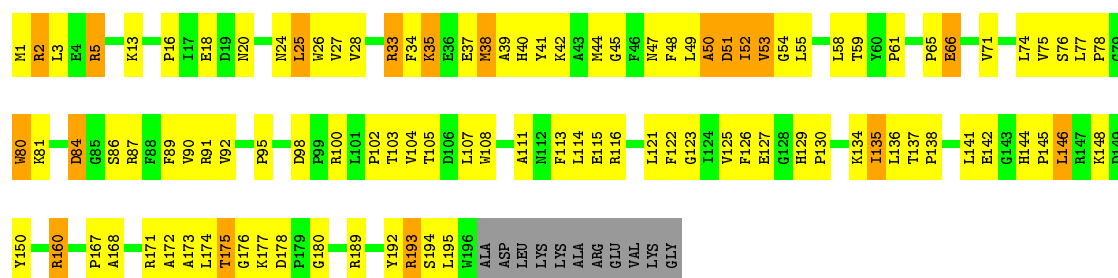 M1 R2 L3 E4 R5 K13 P16 I17 E18 D19 N20 N24 L25 W26 V27 V28 R33 F34 K35 E36 E37 M38 A39 H40 Y41 K42 A43 M44 G45 F46 N47 F48 L49 A50 D51 I52 V53 G54 L55 L58 T59 Y60 P61 P65 E66 V71 L74 V75 S76 L77 P78
W80 K81 D84 G85 S86 R87 F88 F89 V90 R91 V92 P95 D98 P99 R100 L101 P102 T103 V104 T105 D106 L107 W108 A111 N112 F113 L114 E115 R116 L121 F122 G123 I124 V125 F126 E127 G128 H129 P130 K134 I135 L136 T137 P138 L141 E142 G143 H144 P145 L146 R147 K148 D149
Y150 R160 P167 A168 R171 A172 A173 L174 T175 G176 K177 D178 P179 G180 R189 Y192 R193 S194 L195 W196 ALA ASP LEU LYS LYS ALA ARG GLU VAL LYS GLY